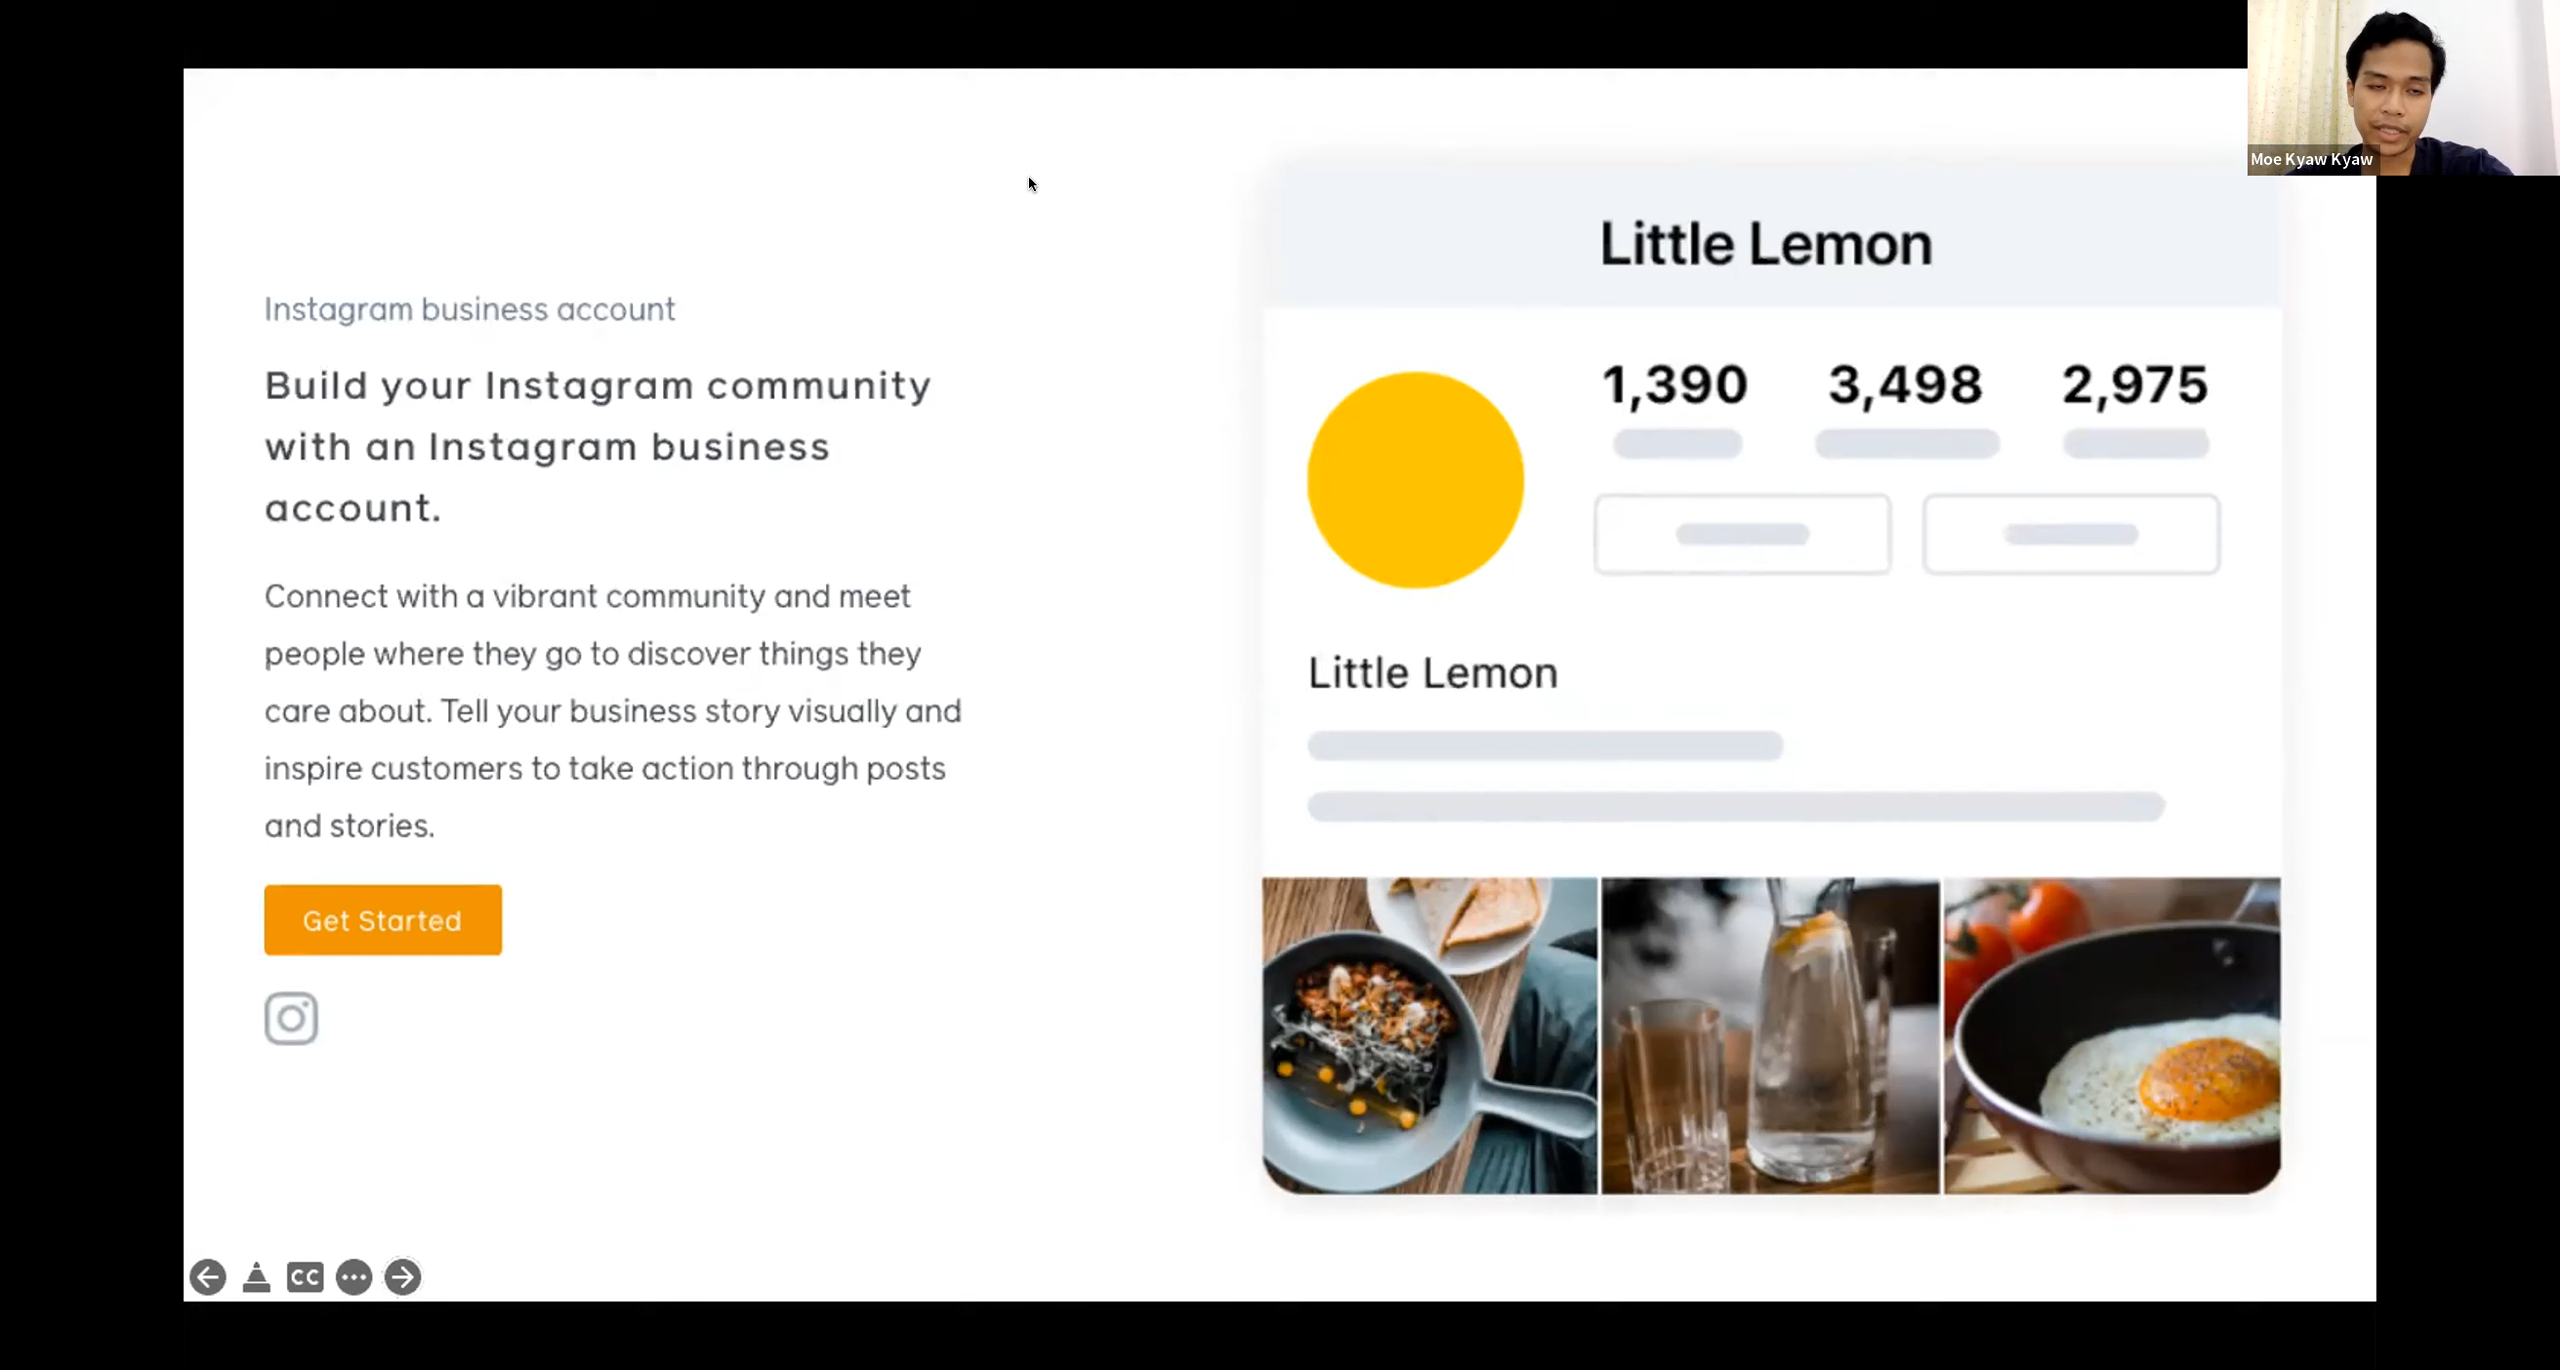 Moe Kyaw Kyaw
Instagram business account
Build your Instagram community
with an Instagram business
account.
Connect with a vibrant community and meet
people where they go to discover things they
care about. Tell your business story visually and
inspire customers to take action through posts
and stories.
Get Started
CC
Little Lemon
1,390 3,498 2,975
Little Lemon